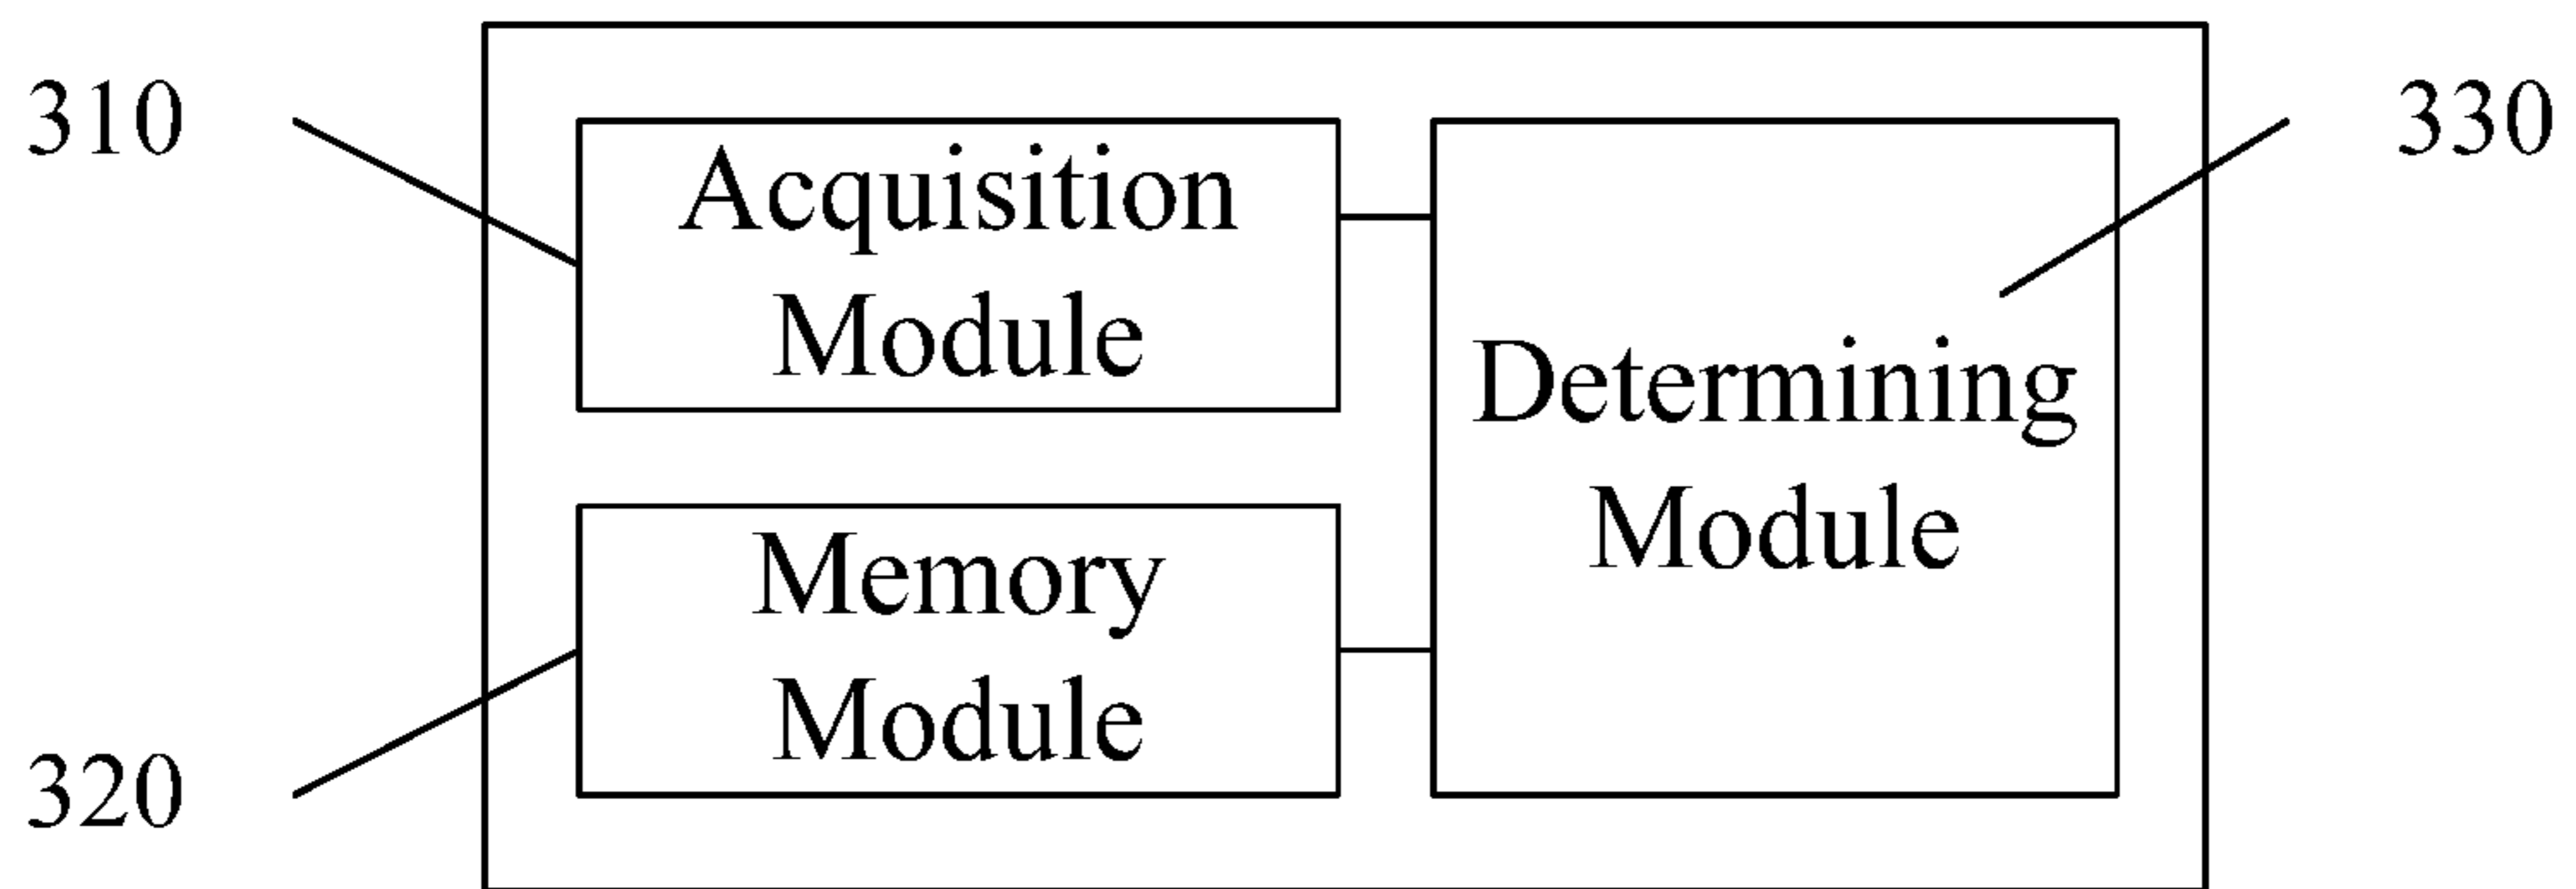 310
Acquisition
Module
330
Determining
Module
Memory
Module
320